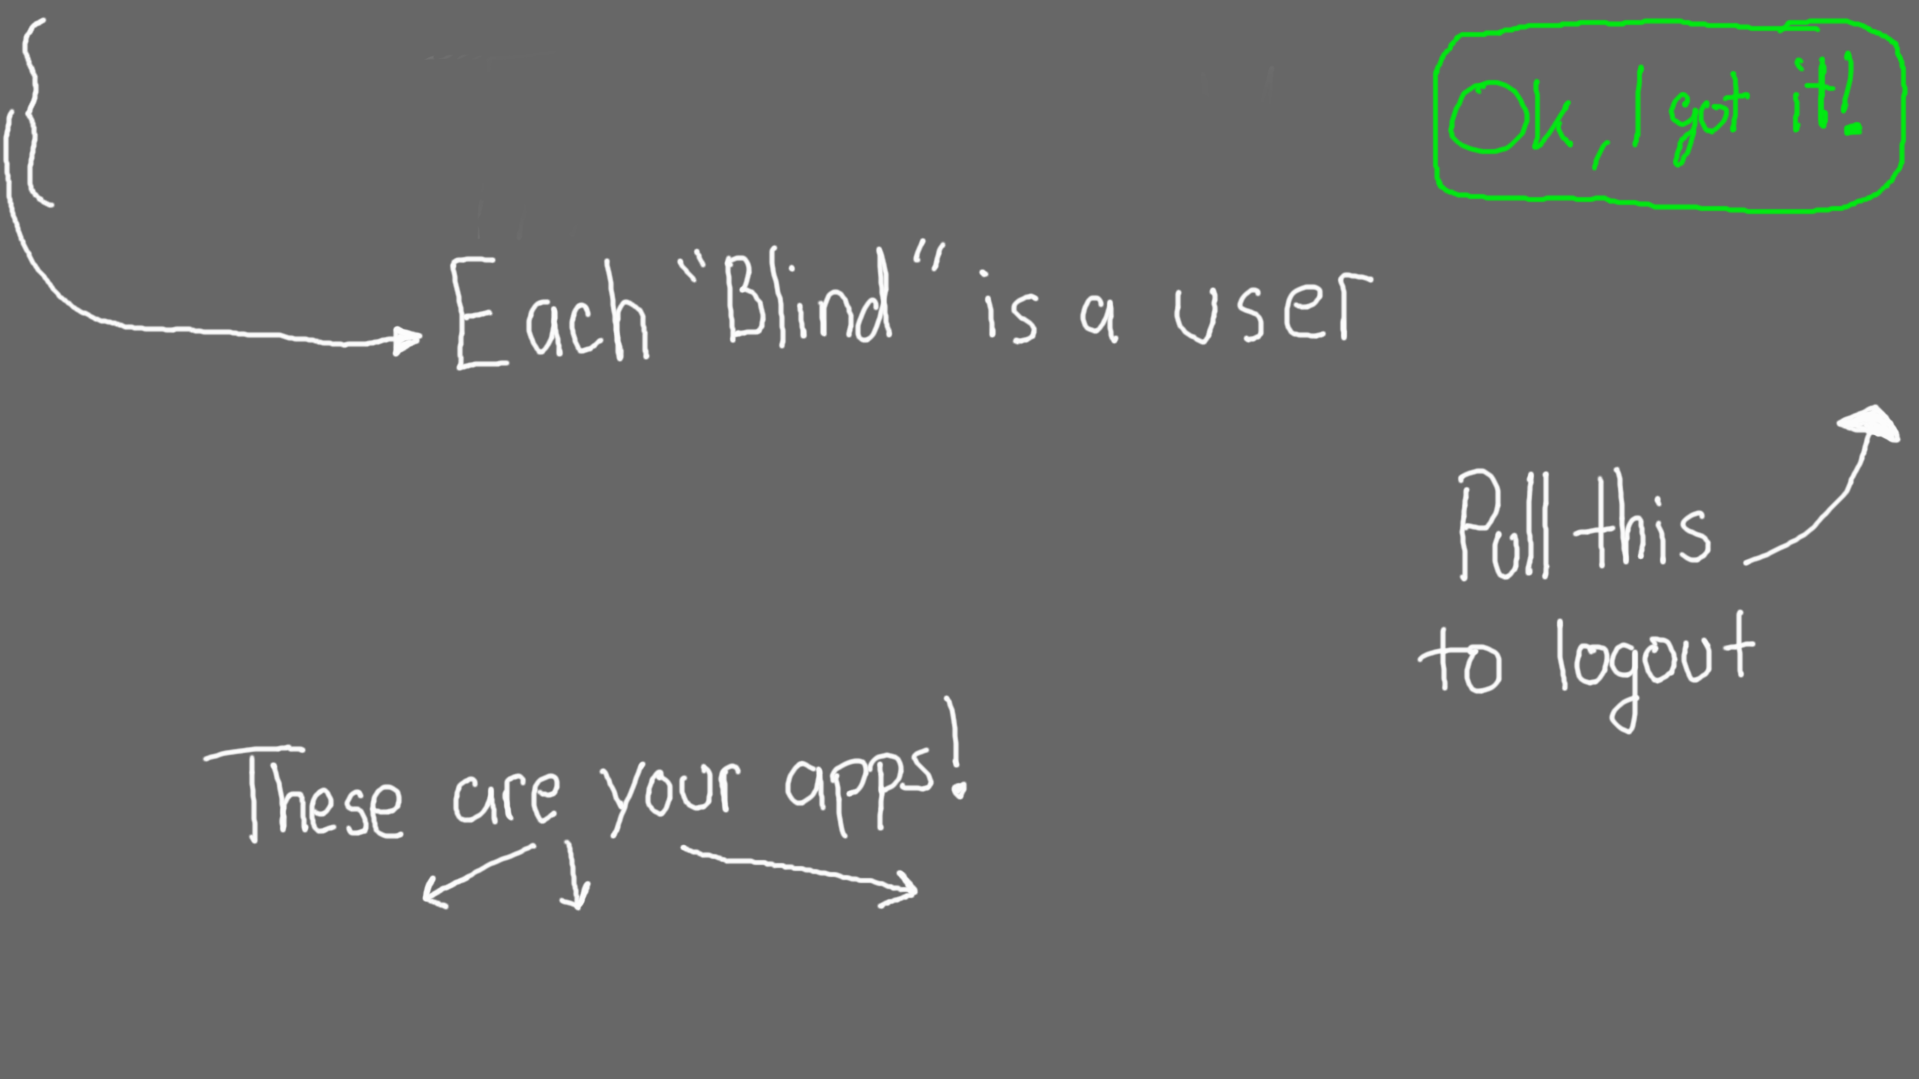 Ok, I got it!
Each "Blind" is a user
Pull this
to logout
These are your apps!